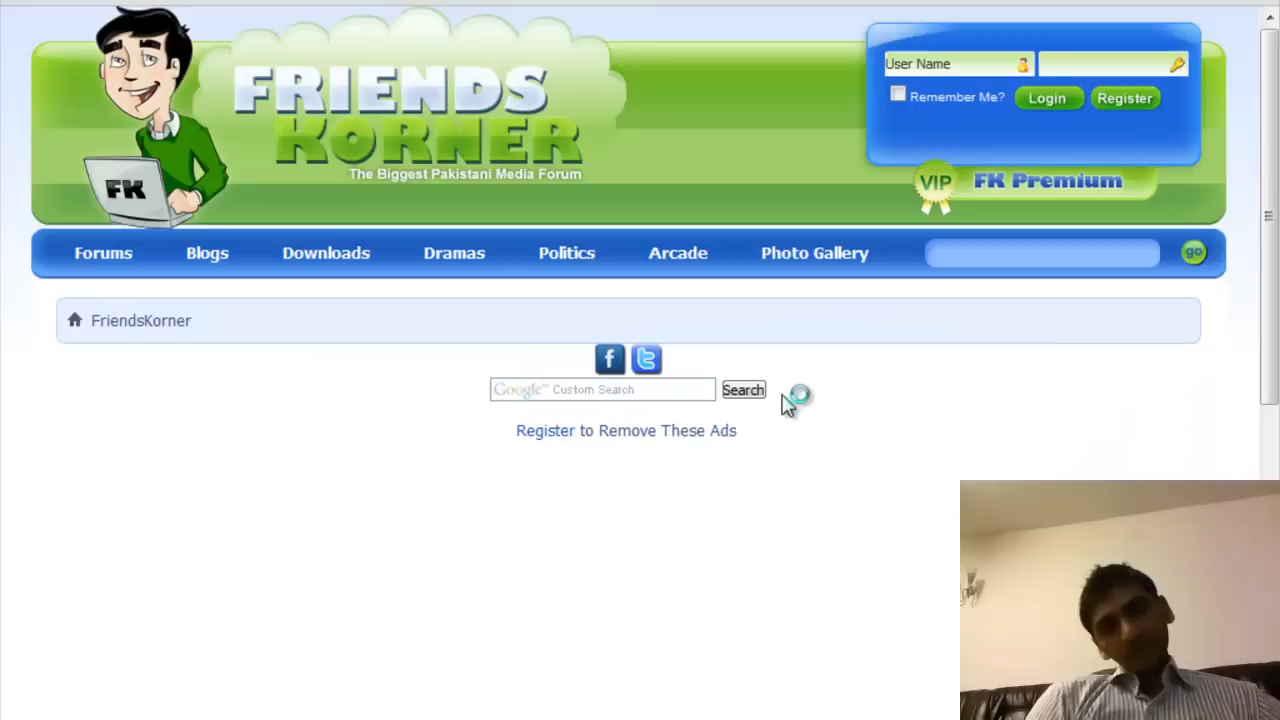 FRIENDS
KORNER
The Biggest Pakistani Media Forum
FK
User Name
Remember Me?
Login
Register
VIP
FK Premium
Forums
Blogs
Downloads
Dramas
Politics
Arcade
Photo Gallery
go
FriendsKorner
f
t
Google™ Custom Search
Search
Register to Remove These Ads